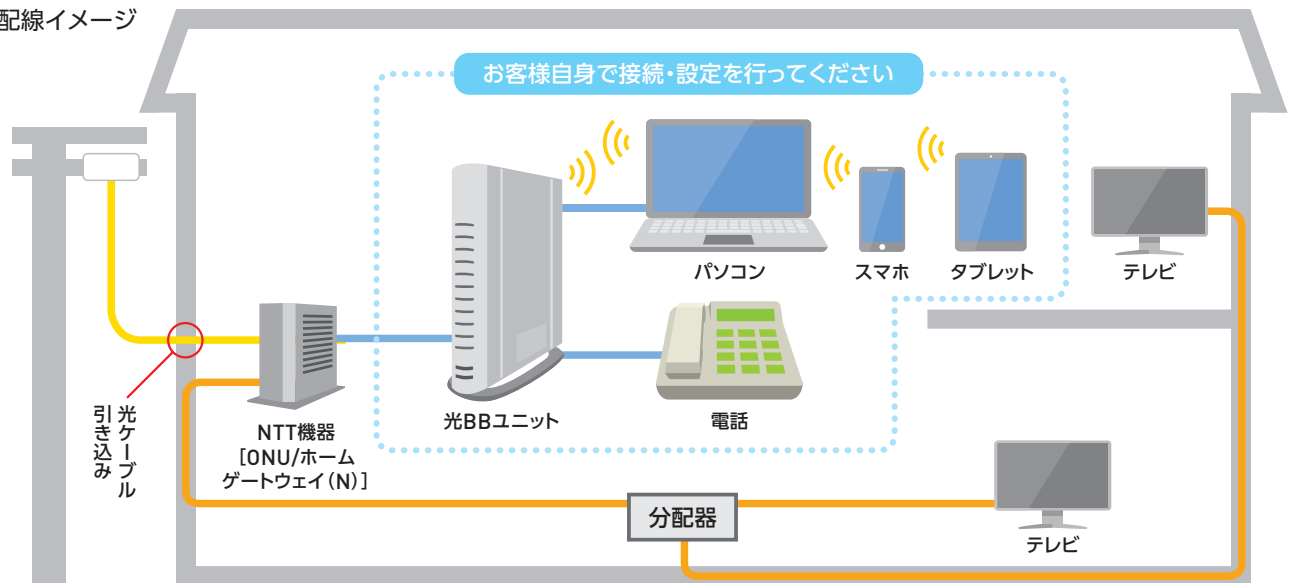 配線イメージ
お客様自身で接続・設定を行ってください
パソコン
スマホ
タブレット
テレビ
光ケーブル
引き込み
NTT機器
[ONU/ホーム
ゲートウェイ(N)]
光BBユニット
電話
分配器
テレビ